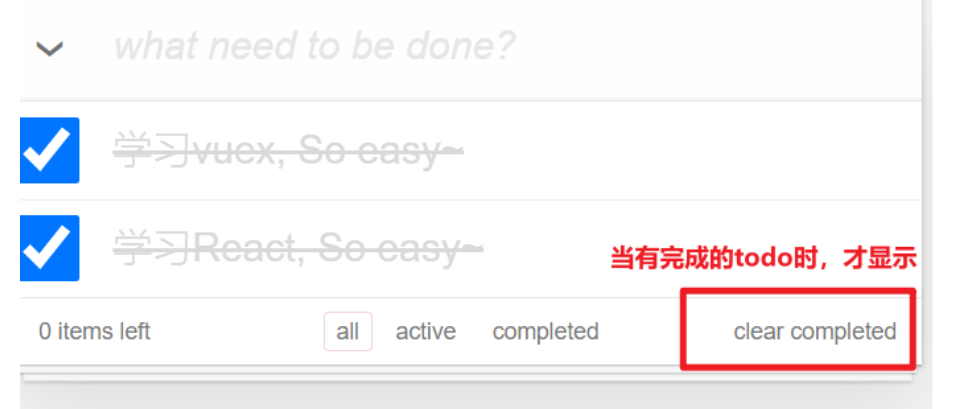 what need to be done?
学习vuex, So easy~
学习React, So easy~
当有完成的todo时，才显示
0 items left all active completed clear completed